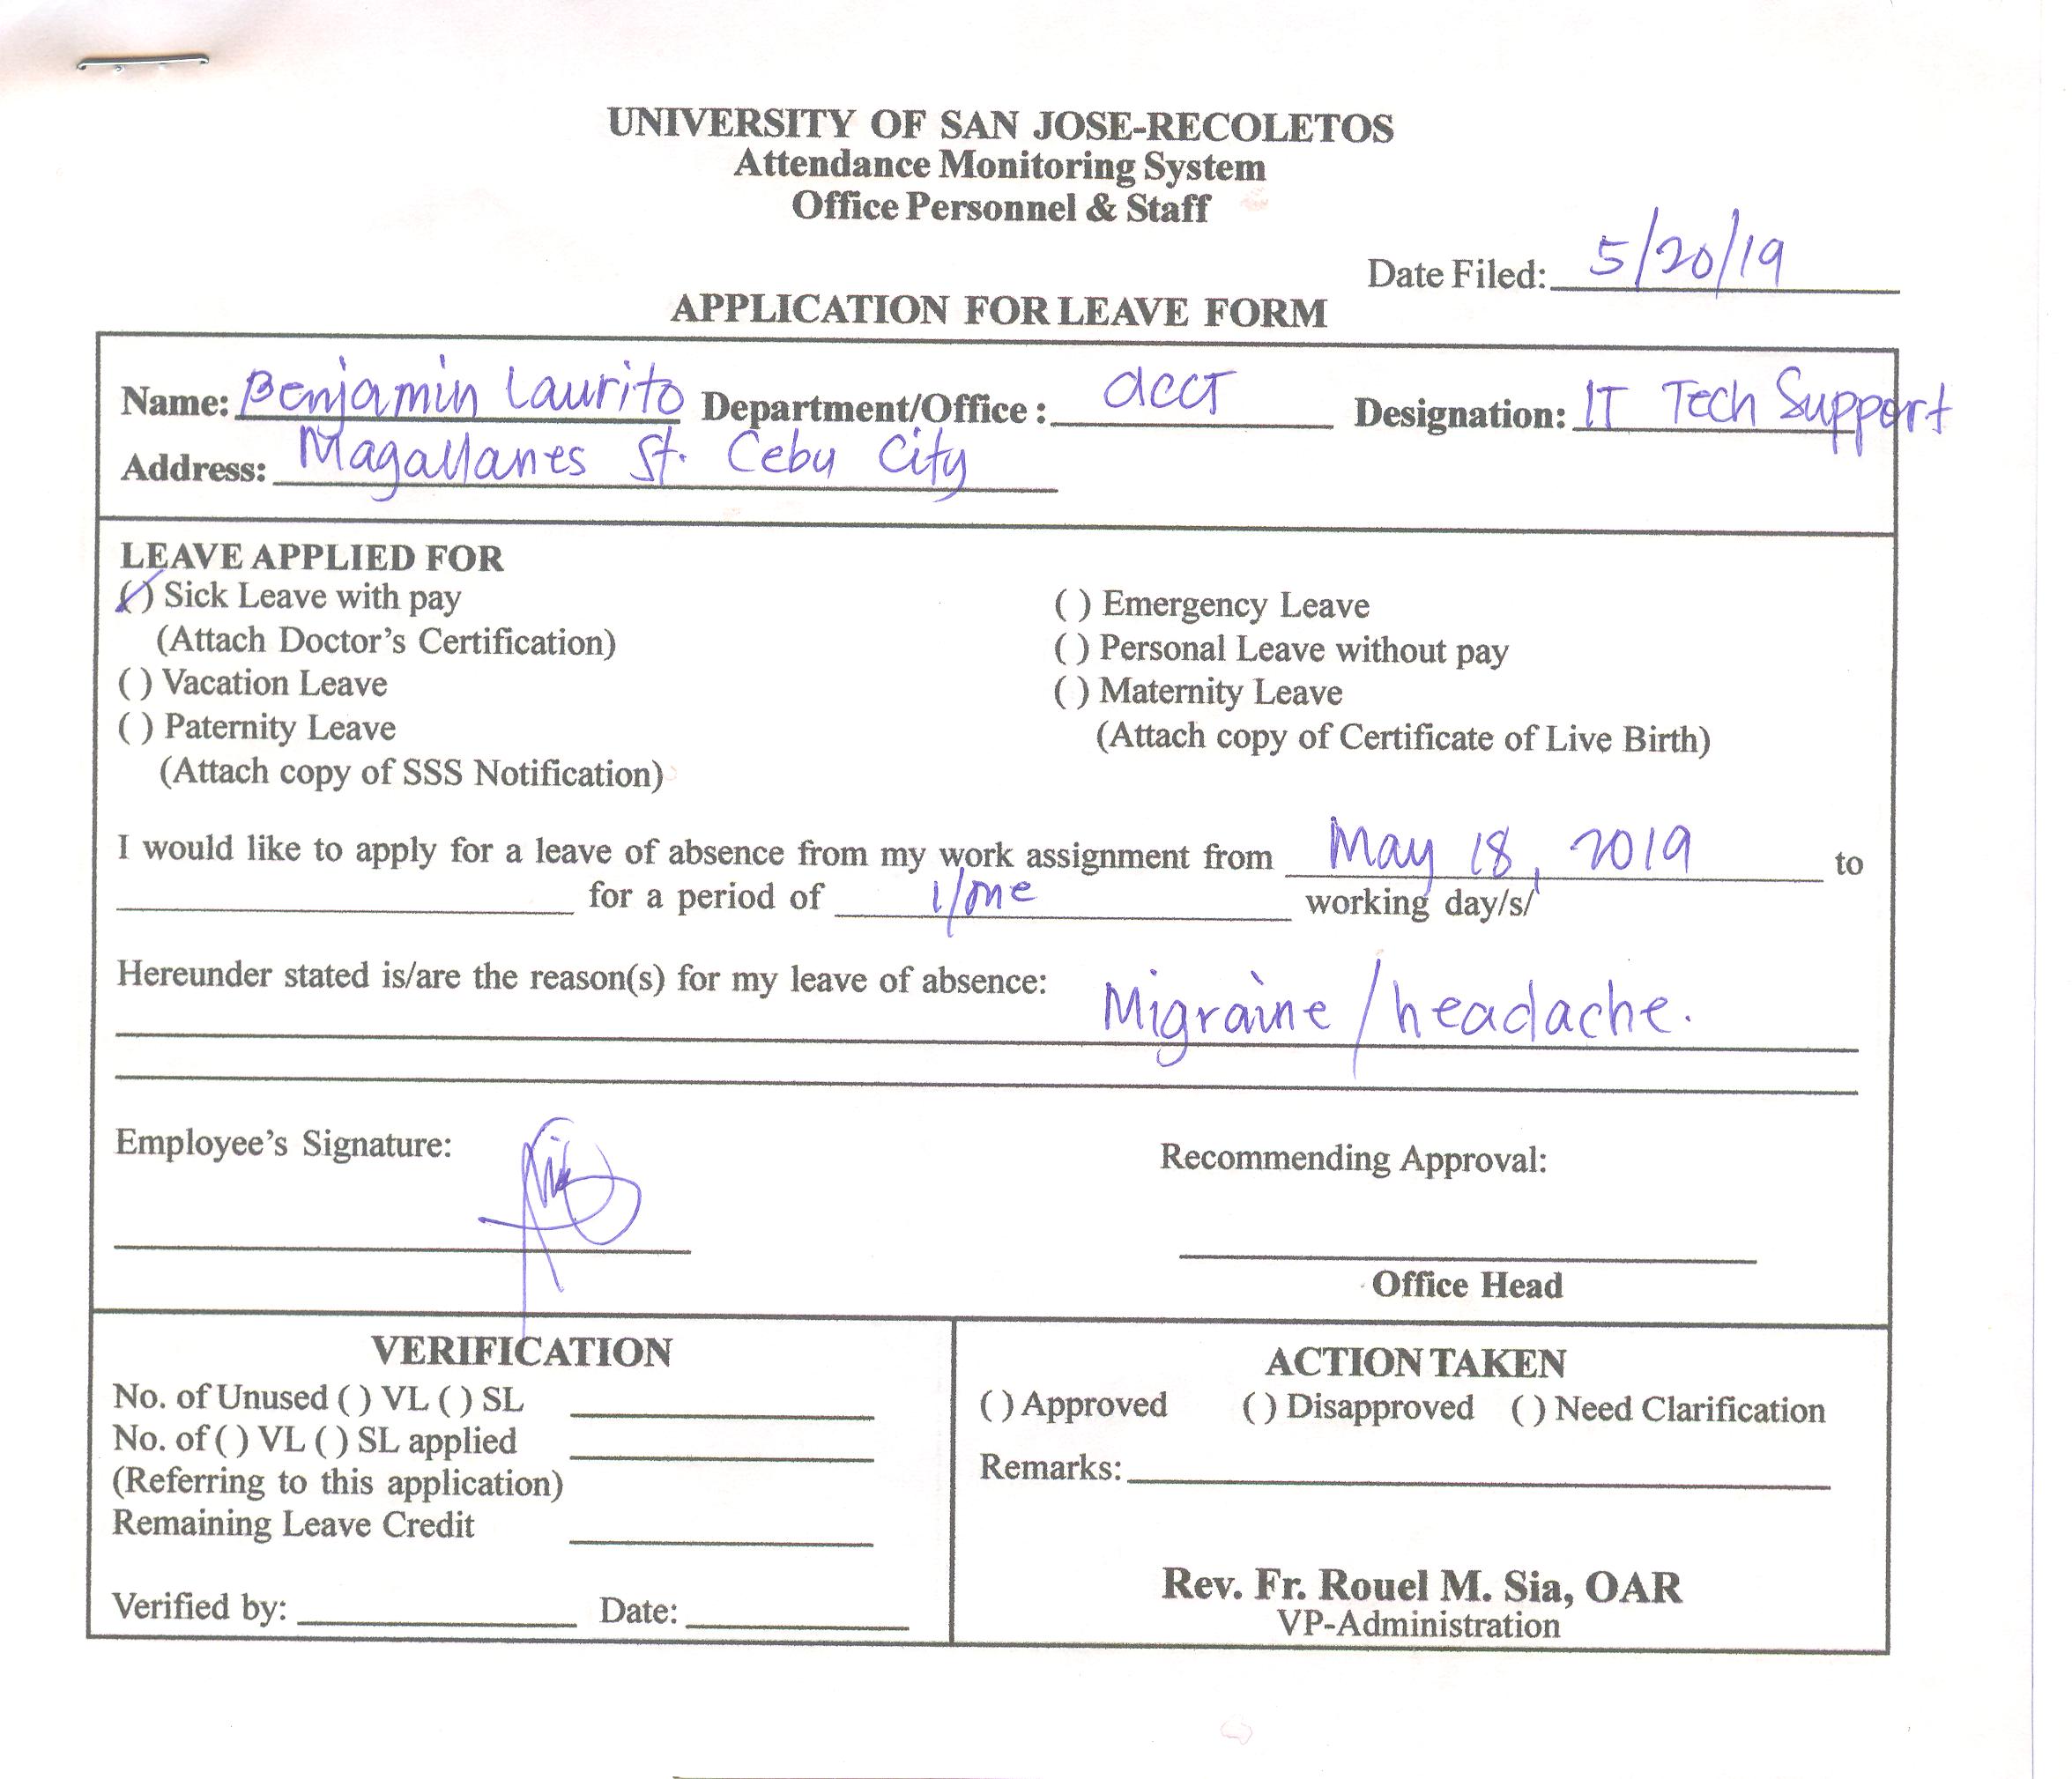 UNIVERSITY OF SAN JOSE-RECOLETOS
Attendance Monitoring System
Office Personnel & Staff
Date Filed: 5/20/19
APPLICATION FOR LEAVE FORM
Name: Benjamin Laurito Department/Office : acct Designation: IT Tech Support
Address: Magallanes St. Cebu City
LEAVE APPLIED FOR
(✓) Sick Leave with pay
(Attach Doctor's Certification)
( ) Vacation Leave
( ) Paternity Leave
(Attach copy of SSS Notification)
( ) Emergency Leave
( ) Personal Leave without pay
( ) Maternity Leave
(Attach copy of Certificate of Live Birth)
I would like to apply for a leave of absence from my work assignment from May 18, 2019 to
____ for a period of 1/one working day/s/
Hereunder stated is/are the reason(s) for my leave of absence: Migraine / headache.
Employee's Signature:
Recommending Approval:
Office Head
VERIFICATION
No. of Unused ( ) VL ( ) SL ____
No. of ( ) VL ( ) SL applied ____
(Referring to this application)
Remaining Leave Credit ____
Verified by: ____ Date: ____
ACTION TAKEN
( ) Approved ( ) Disapproved ( ) Need Clarification
Remarks: ____
Rev. Fr. Rouel M. Sia, OAR
VP-Administration